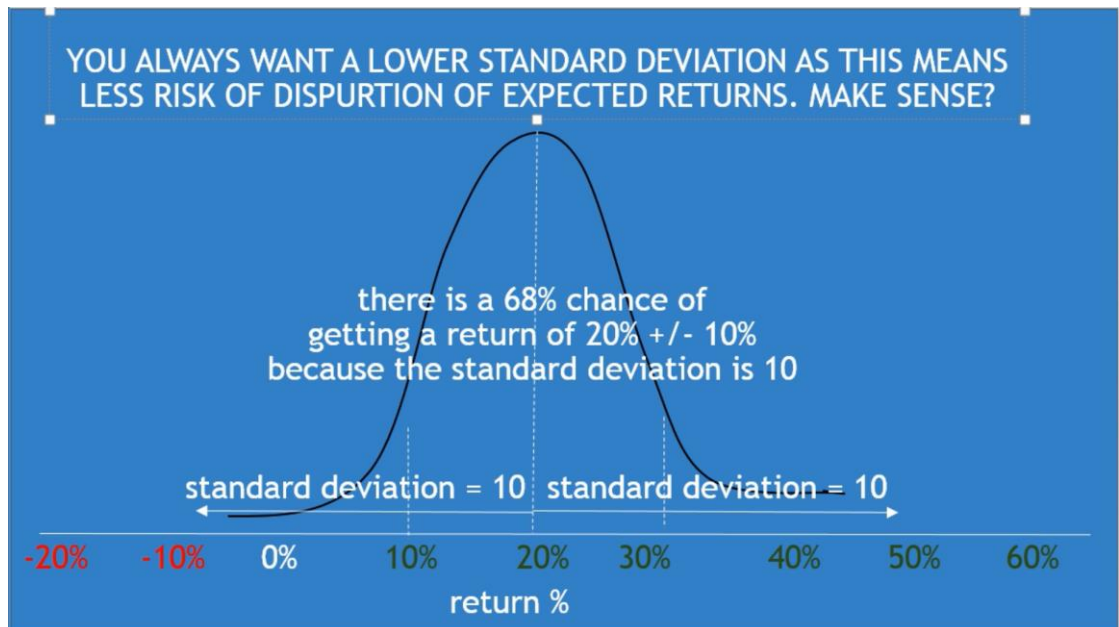 YOU ALWAYS WANT A LOWER STANDARD DEVIATION AS THIS MEANS
LESS RISK OF DISPURTION OF EXPECTED RETURNS. MAKE SENSE?
there is a 68% chance of
getting a return of 20% +/- 10%
because the standard deviation is 10
standard deviation = 10 standard deviation = 10
-20% -10% 0% 10% 20% 30% 40% 50% 60%
return %